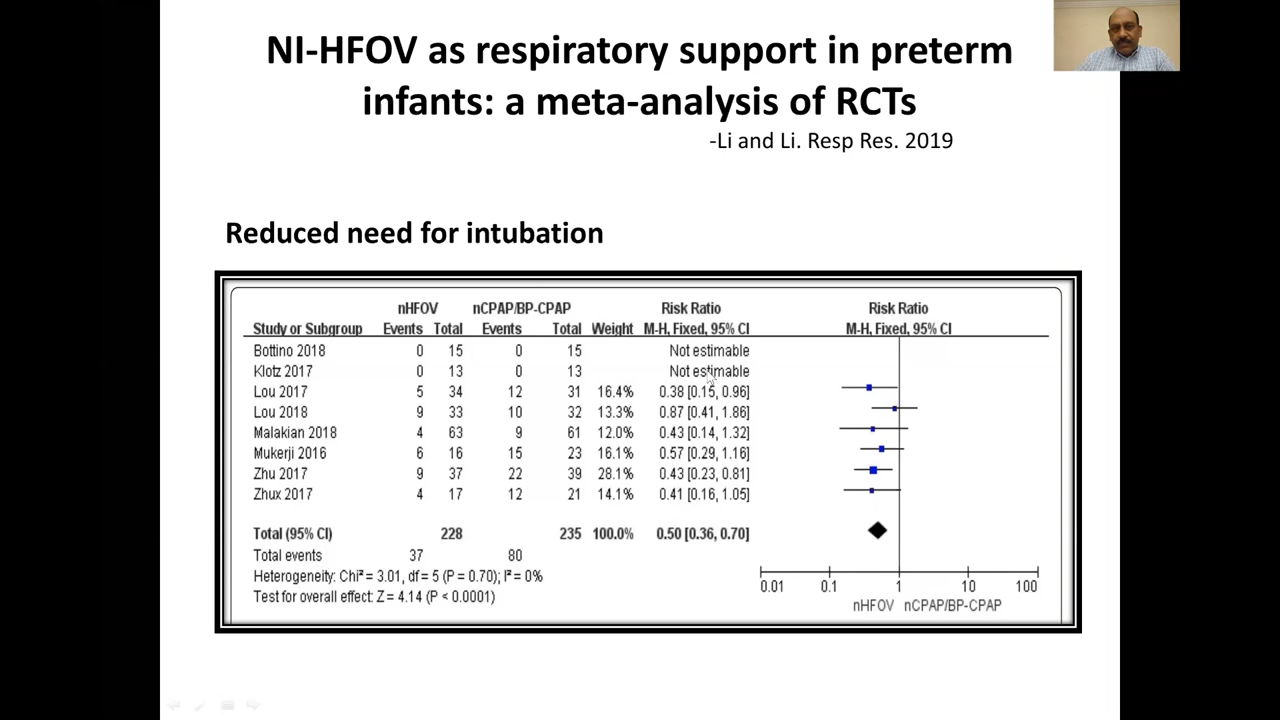 NI-HFOV as respiratory support in preterm
infants: a meta-analysis of RCTs
-Li and Li. Resp Res. 2019
Reduced need for intubation
nHFOV nCPAP/BP-CPAP Risk Ratio Risk Ratio
Study or Subgroup Events Total Events Total Weight M-H, Fixed, 95% CI M-H, Fixed, 95% CI
Bottino 2018 0 15 0 15 Not estimable
Klotz 2017 0 13 0 13 Not estimable
Lou 2017 5 34 12 31 16.4% 0.38 [0.15, 0.96]
Lou 2018 9 33 10 32 13.3% 0.87 [0.41, 1.86]
Malakian 2018 4 63 9 61 12.0% 0.43 [0.14, 1.32]
Mukerji 2016 6 16 15 23 16.1% 0.57 [0.29, 1.16]
Zhu 2017 9 37 22 39 28.1% 0.43 [0.23, 0.81]
Zhux 2017 4 17 12 21 14.1% 0.41 [0.16, 1.05]
Total (95% CI) 228 235 100.0% 0.50 [0.36, 0.70]
Total events 37 80
Heterogeneity: Chi² = 3.01, df = 5 (P = 0.70); I² = 0%
Test for overall effect: Z = 4.14 (P < 0.0001)
0.01 0.1 1 10 100
nHFOV nCPAP/BP-CPAP